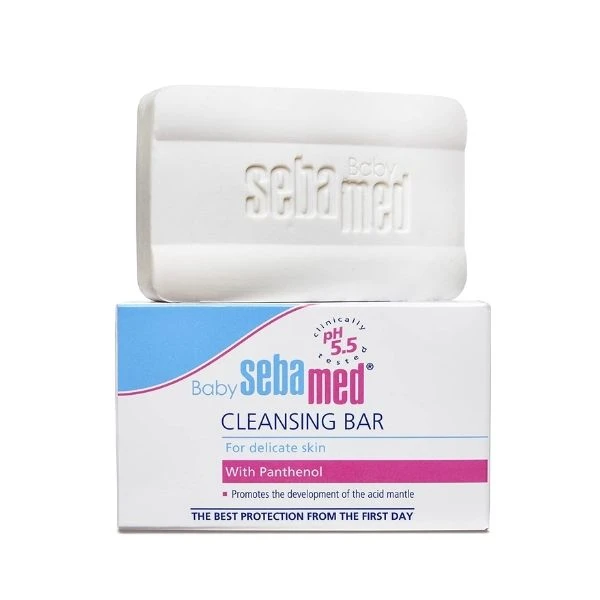 Baby
sebamed
clinically
pH
5.5
tested
Baby sebamed®
CLEANSING BAR
For delicate skin
With Panthenol
▪ Promotes the development of the acid mantle
THE BEST PROTECTION FROM THE FIRST DAY